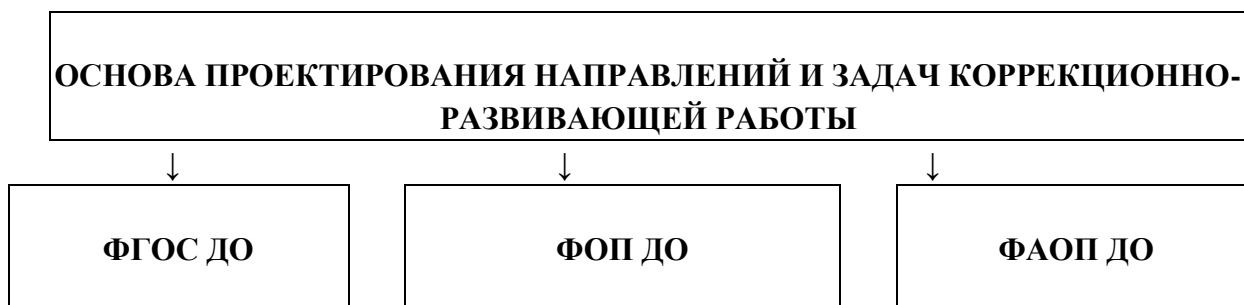 ОСНОВА ПРОЕКТИРОВАНИЯ НАПРАВЛЕНИЙ И ЗАДАЧ КОРРЕКЦИОННО-
РАЗВИВАЮЩЕЙ РАБОТЫ
↓ ↓ ↓
ФГОС ДО ФОП ДО ФАОП ДО